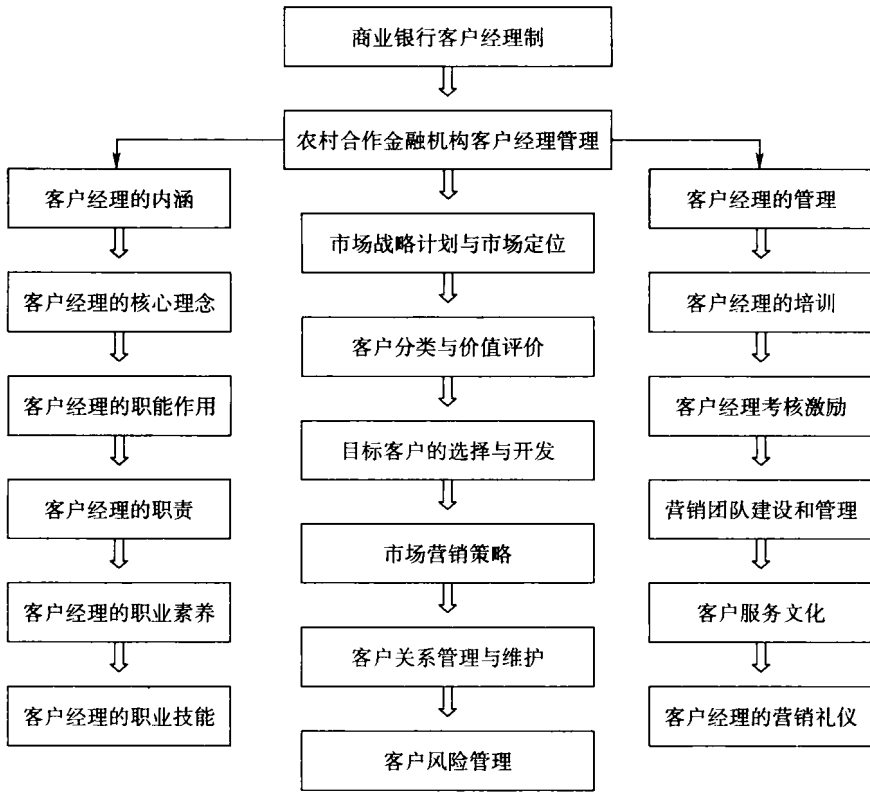 商业银行客户经理制
农村合作金融机构客户经理管理
客户经理的内涵
客户经理的核心理念
客户经理的职能作用
客户经理的职责
客户经理的职业素养
客户经理的职业技能
市场战略计划与市场定位
客户分类与价值评价
目标客户的选择与开发
市场营销策略
客户关系管理与维护
客户风险管理
客户经理的管理
客户经理的培训
客户经理考核激励
营销团队建设和管理
客户服务文化
客户经理的营销礼仪